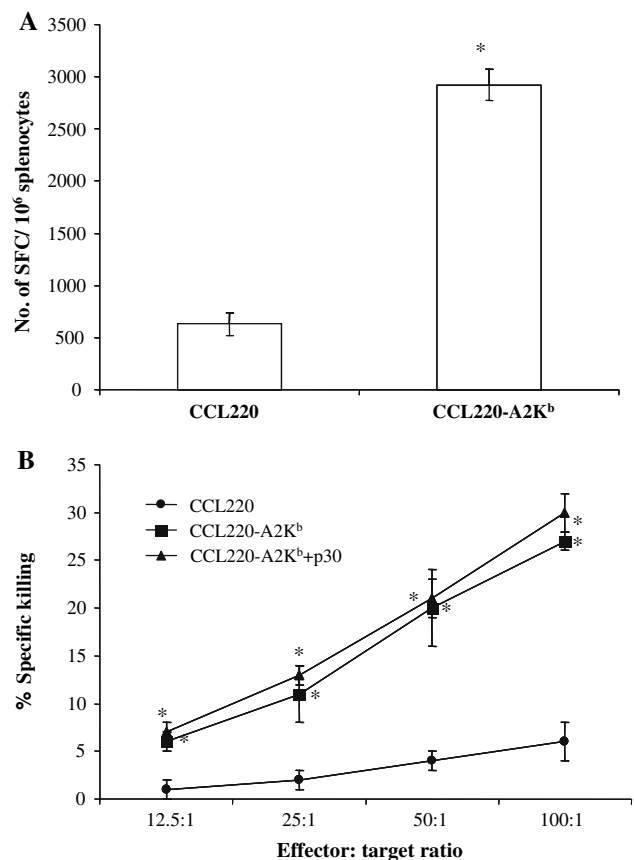 A
*
3500
3000
2500
2000
1500
1000
500
0
No. of SFC/ 10⁶ splenocytes
CCL220
CCL220-A2Kᵇ
B
CCL220
CCL220-A2Kᵇ
CCL220-A2Kᵇ+p30
35
30
25
20
15
10
5
0
% Specific killing
* * * *
* * * *
12.5:1
25:1
50:1
100:1
Effector: target ratio